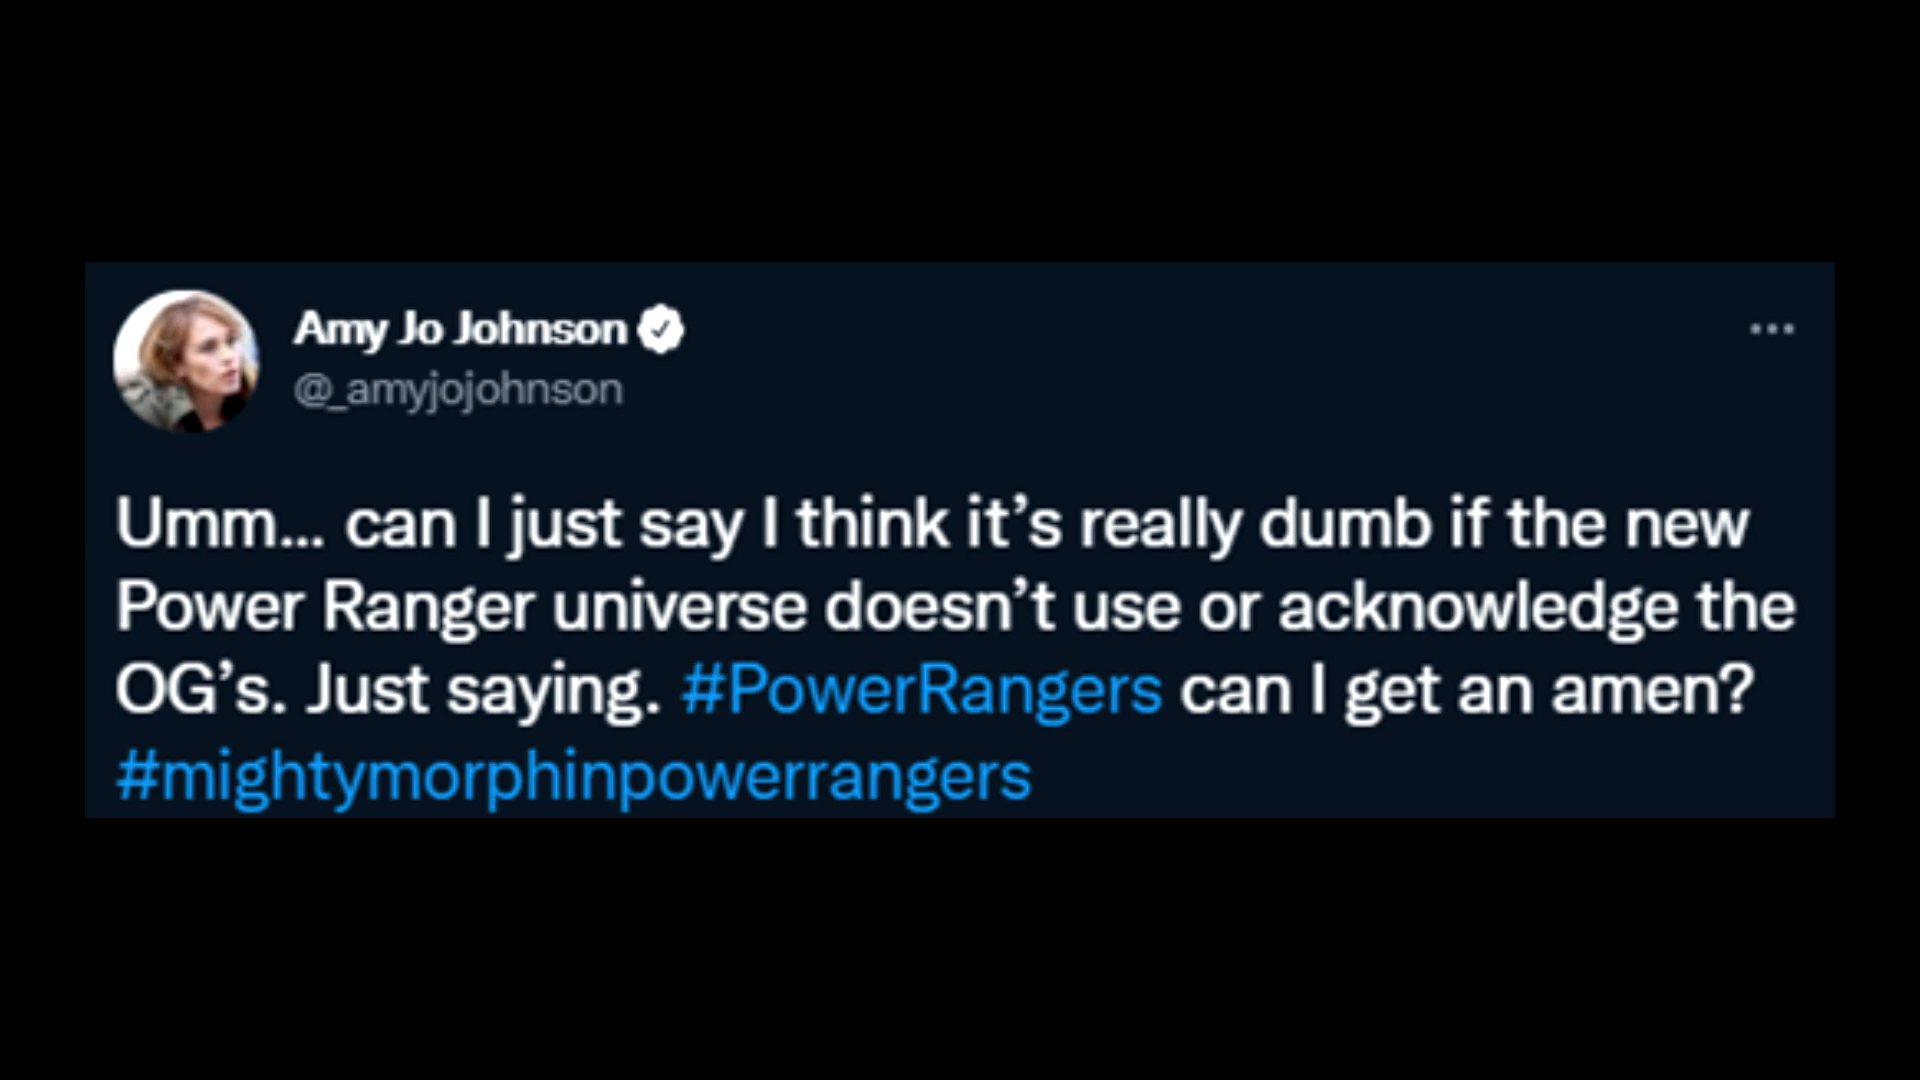 Amy Jo Johnson
@_amyjojohnson
Umm... can I just say I think it’s really dumb if the new
Power Ranger universe doesn’t use or acknowledge the
OG’s. Just saying. #PowerRangers can I get an amen?
#mightymorphinpowerrangers